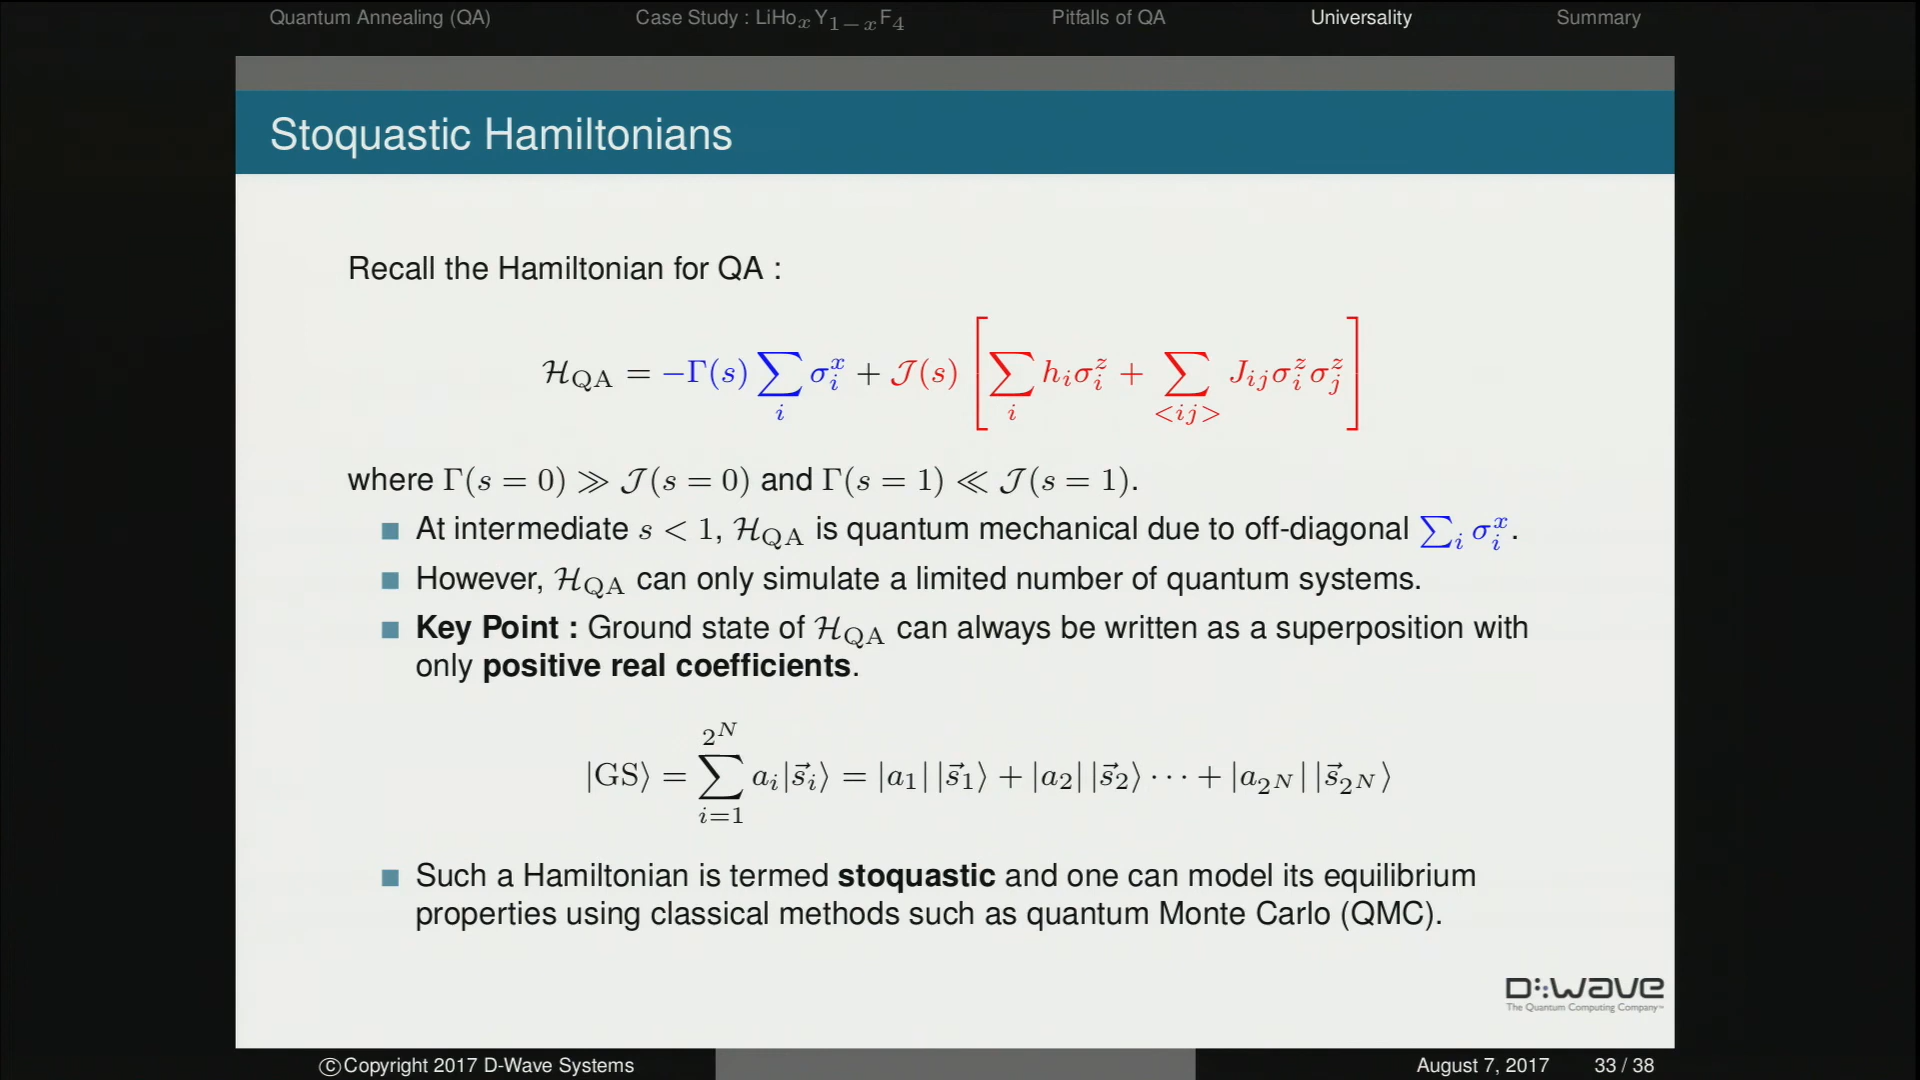 Quantum Annealing (QA) Case Study : LiHo_xY_{1−x}F_4 Pitfalls of QA Universality Summary
Stoquastic Hamiltonians
Recall the Hamiltonian for QA :
ℋ_QA = −Γ(s) ∑_i σ_i^x + 𝒥(s) [ ∑_i h_i σ_i^z + ∑_{<ij>} J_{ij} σ_i^z σ_j^z ]
where Γ(s = 0) ≫ 𝒥(s = 0) and Γ(s = 1) ≪ 𝒥(s = 1).
■ At intermediate s < 1, ℋ_QA is quantum mechanical due to off-diagonal ∑_i σ_i^x.
■ However, ℋ_QA can only simulate a limited number of quantum systems.
■ Key Point : Ground state of ℋ_QA can always be written as a superposition with
only positive real coefficients.
|GS⟩ = ∑_{i=1}^{2^N} a_i|s⃗_i⟩ = |a_1| |s⃗_1⟩ + |a_2| |s⃗_2⟩ ··· + |a_{2^N}| |s⃗_{2^N}⟩
■ Such a Hamiltonian is termed stoquastic and one can model its equilibrium
properties using classical methods such as quantum Monte Carlo (QMC).
D:WAVE
The Quantum Computing Company™
©Copyright 2017 D-Wave Systems August 7, 2017 33 / 38